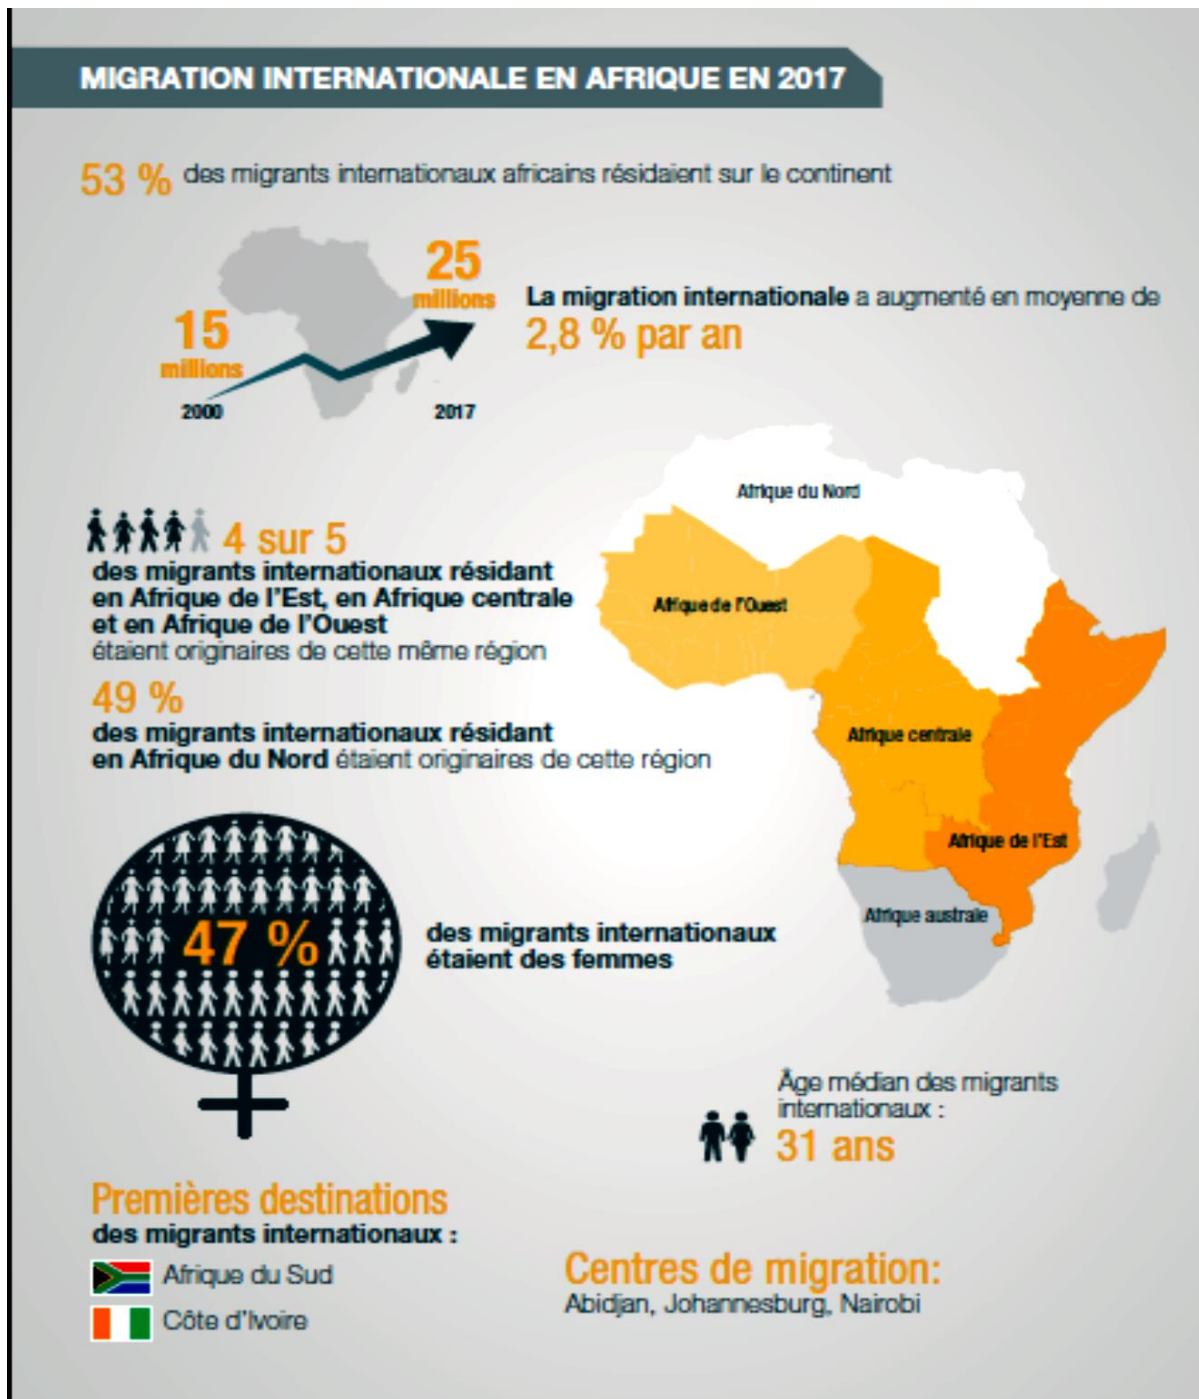 MIGRATION INTERNATIONALE EN AFRIQUE EN 2017
53 % des migrants internationaux africains résidaient sur le continent
25
millions
15
millions
2000
2017
La migration internationale a augmenté en moyenne de
2,8 % par an
Afrique du Nord
Afrique de l'Ouest
Afrique centrale
Afrique de l'Est
Afrique australe
4 sur 5
des migrants internationaux résidant
en Afrique de l'Est, en Afrique centrale
et en Afrique de l'Ouest
étaient originaires de cette même région
49 %
des migrants internationaux résidant
en Afrique du Nord étaient originaires de cette région
47 %
des migrants internationaux
étaient des femmes
Âge médian des migrants
internationaux :
31 ans
Premières destinations
des migrants internationaux :
Afrique du Sud
Côte d'Ivoire
Centres de migration:
Abidjan, Johannesburg, Nairobi